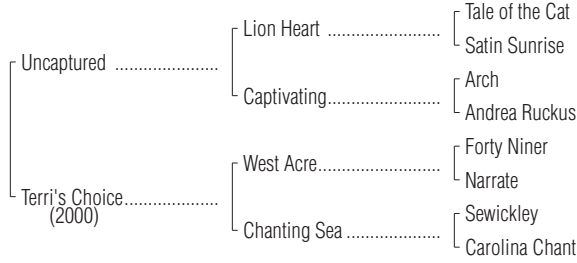 Tale of the Cat
Lion Heart ......................
Satin Sunrise
Uncaptured ....................
Arch
Captivating......................
Andrea Ruckus
Forty Niner
West Acre........................
Narrate
Terri's Choice..................
(2000)
Sewickley
Chanting Sea ..................
Carolina Chant